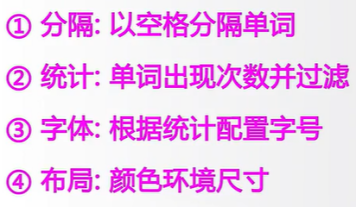 ① 分隔: 以空格分隔单词
② 统计: 单词出现次数并过滤
③ 字体: 根据统计配置字号
④ 布局: 颜色环境尺寸